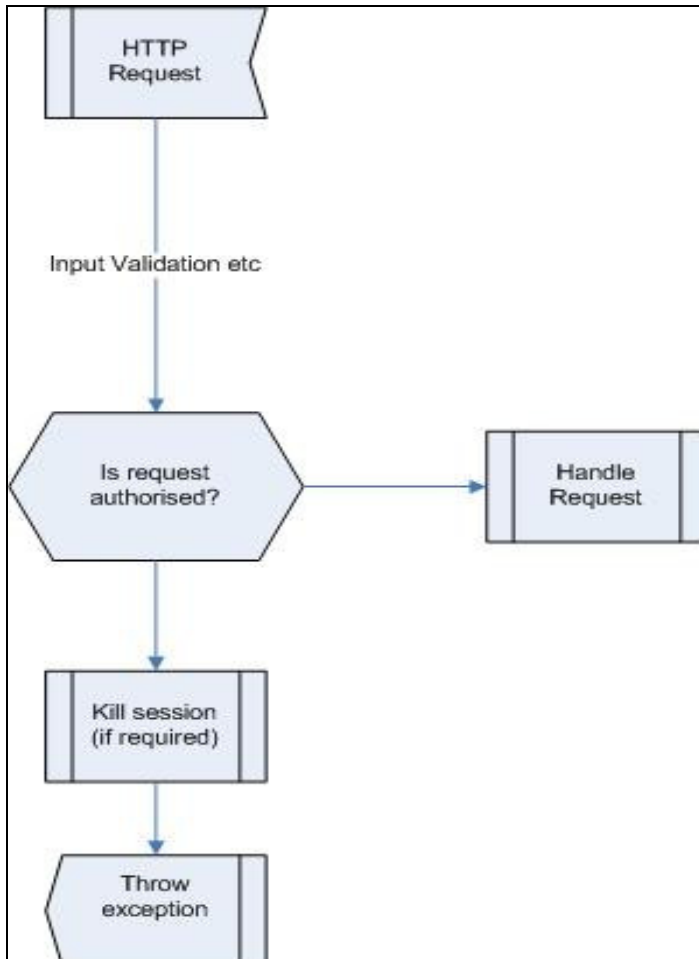 HTTP
Request
Input Validation etc
Is request
authorised?
Handle
Request
Kill session
(if required)
Throw
exception